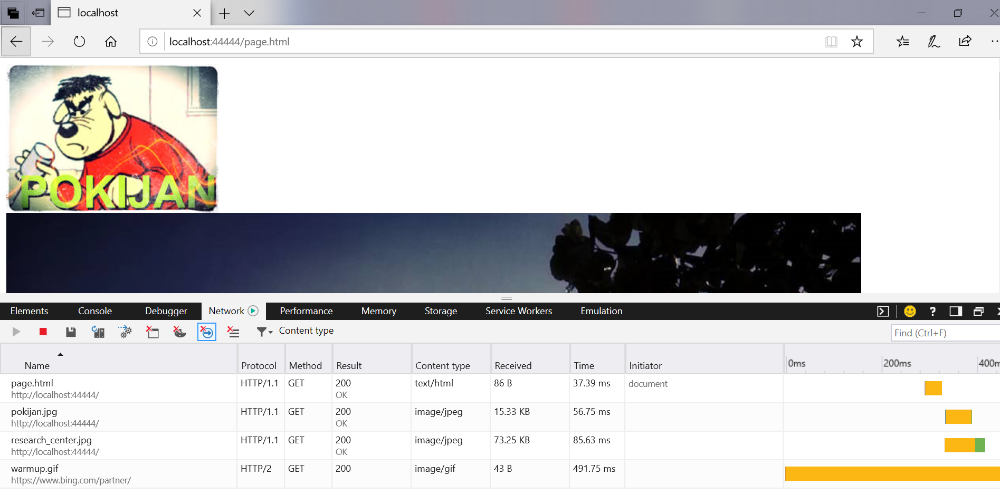 localhost
localhost:44444/page.html
POKIJAN
Elements Console Debugger Network Performance Memory Storage Service Workers Emulation ?
Content type
Find (Ctrl+F)
Name Protocol Method Result Content type Received Time Initiator 0ms 200ms
page.html HTTP/1.1 GET 200 text/html 86 B 37.39 ms document
http://localhost:44444/ OK
pokijan.jpg HTTP/1.1 GET 200 image/jpeg 15.33 KB 56.75 ms
http://localhost:44444/ OK
research_center.jpg HTTP/1.1 GET 200 image/jpeg 73.25 KB 85.63 ms
http://localhost:44444/ OK
warmup.gif HTTP/2 GET 200 image/gif 43 B 491.75 ms
https://www.bing.com/partner/